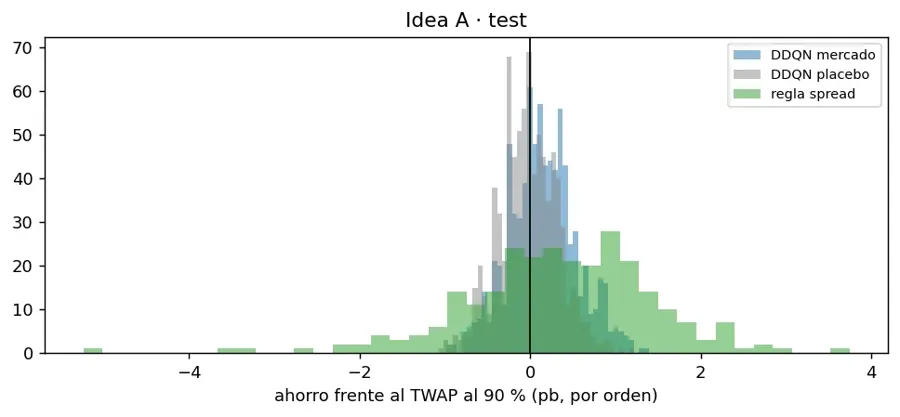 Idea A · test
70
60
50
40
30
20
10
0
DDQN mercado
DDQN placebo
regla spread
−4
−2
0
2
4
ahorro frente al TWAP al 90 % (pb, por orden)